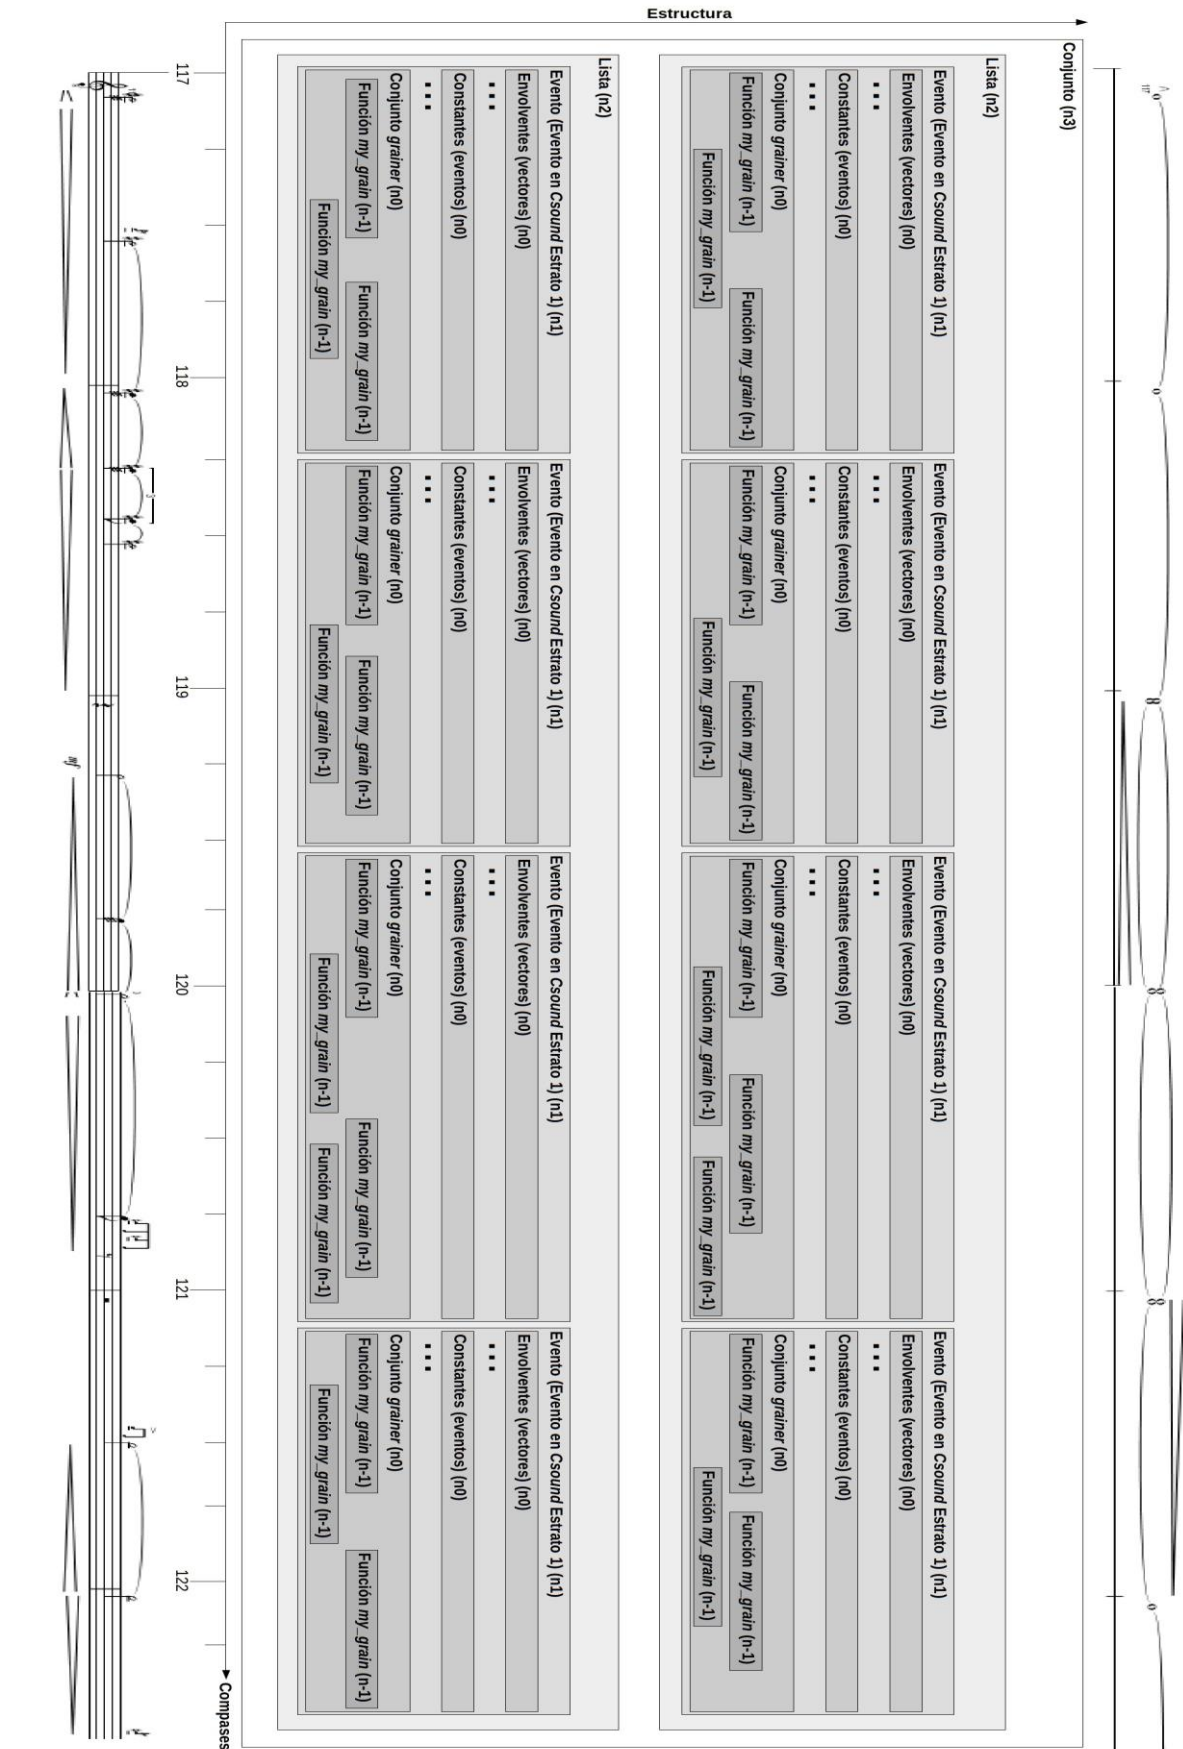 Estructura
Conjunto (n3)
Lista (n2)
Evento (Evento en Csound Estrato 1) (n1)
Envolventes (vectores) (n0)
...
Constantes (eventos) (n0)
...
Conjunto grainer (n0)
Función my_grain (n-1)
Función my_grain (n-1)
Función my_grain (n-1)
Evento (Evento en Csound Estrato 1) (n1)
Envolventes (vectores) (n0)
...
Constantes (eventos) (n0)
...
Conjunto grainer (n0)
Función my_grain (n-1)
Función my_grain (n-1)
Función my_grain (n-1)
Evento (Evento en Csound Estrato 1) (n1)
Envolventes (vectores) (n0)
...
Constantes (eventos) (n0)
...
Conjunto grainer (n0)
Función my_grain (n-1)
Función my_grain (n-1)
Función my_grain (n-1)
Función my_grain (n-1)
Evento (Evento en Csound Estrato 1) (n1)
Envolventes (vectores) (n0)
...
Constantes (eventos) (n0)
...
Conjunto grainer (n0)
Función my_grain (n-1)
Función my_grain (n-1)
Función my_grain (n-1)
Lista (n2)
Evento (Evento en Csound Estrato 1) (n1)
Envolventes (vectores) (n0)
...
Constantes (eventos) (n0)
...
Conjunto grainer (n0)
Función my_grain (n-1)
Función my_grain (n-1)
Función my_grain (n-1)
Evento (Evento en Csound Estrato 1) (n1)
Envolventes (vectores) (n0)
...
Constantes (eventos) (n0)
...
Conjunto grainer (n0)
Función my_grain (n-1)
Función my_grain (n-1)
Función my_grain (n-1)
Evento (Evento en Csound Estrato 1) (n1)
Envolventes (vectores) (n0)
...
Constantes (eventos) (n0)
...
Conjunto grainer (n0)
Función my_grain (n-1)
Función my_grain (n-1)
Función my_grain (n-1)
Función my_grain (n-1)
Evento (Evento en Csound Estrato 1) (n1)
Envolventes (vectores) (n0)
...
Constantes (eventos) (n0)
...
Conjunto grainer (n0)
Función my_grain (n-1)
Función my_grain (n-1)
Función my_grain (n-1)
Compases
117 118 119 120 121 122
mf